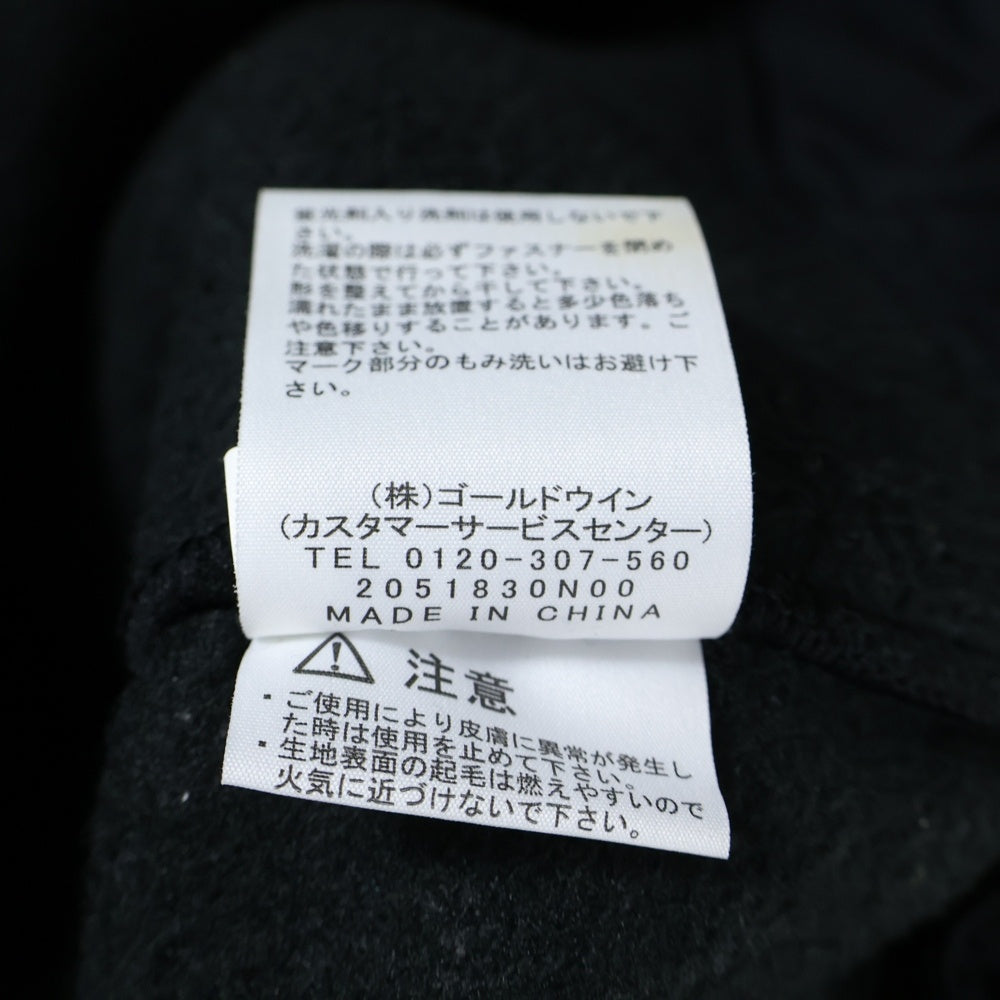 蛍光剤入り洗剤は使用しないで下
さい。
洗濯の際は必ずファスナーを閉め
た状態で行って下さい。
形を整えてから干して下さい。
濡れたまま放置すると多少色落ち
や色移りすることがあります。ご
注意下さい。
マーク部分のもみ洗いはお避け下
さい。
(株)ゴールドウイン
(カスタマーサービスセンター)
TEL 0120-307-560
2051830N00
MADE IN CHINA
注意
・ご使用により皮膚に異常が発生し
た時は使用を止めて下さい。
・生地表面の起毛は燃えやすいので
火気に近づけないで下さい。